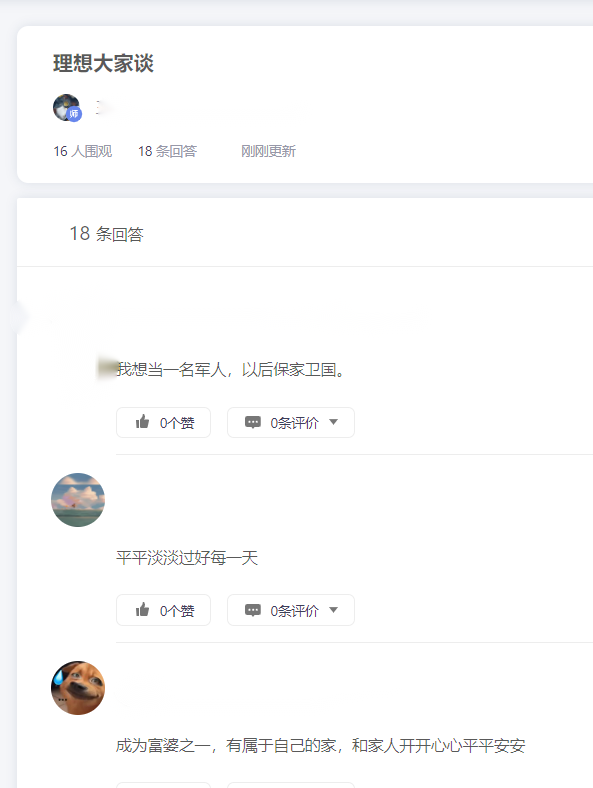 理想大家谈
师
16 人围观 18 条回答 刚刚更新
18 条回答
我想当一名军人，以后保家卫国。
0个赞 0条评价
平平淡淡过好每一天
0个赞 0条评价
成为富婆之一，有属于自己的家，和家人开开心心平平安安